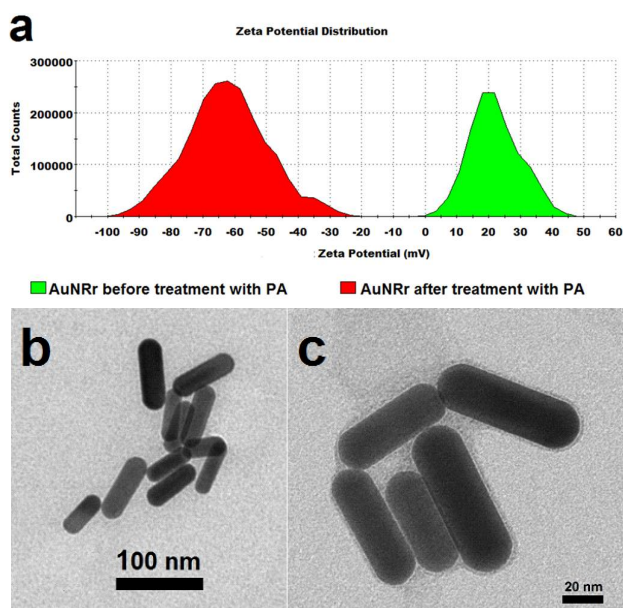 a
Zeta Potential Distribution
300000
200000
100000
0
Total Counts
-100 -90 -80 -70 -60 -50 -40 -30 -20 -10 0 10 20 30 40 50 60
: Zeta Potential (mV)
AuNRr before treatment with PA AuNRr after treatment with PA
b
100 nm
c
20 nm